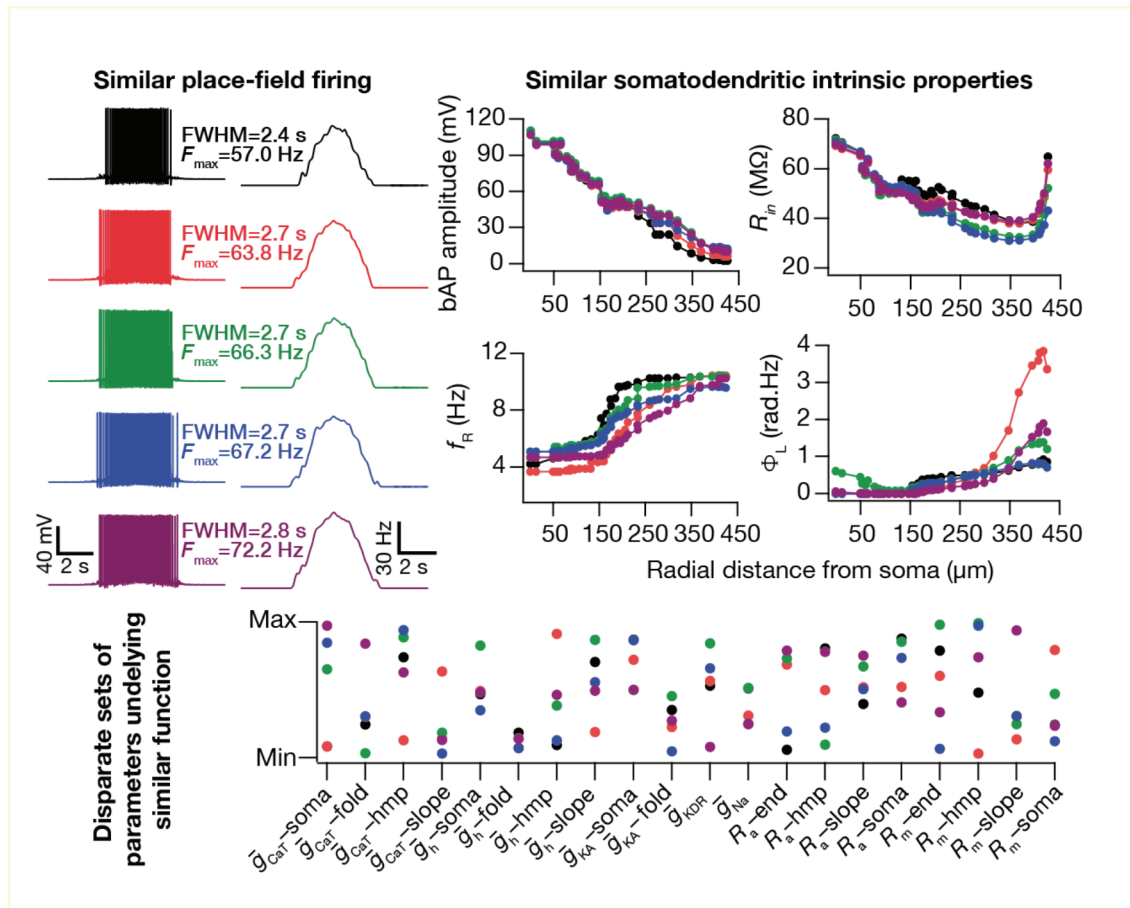 Similar place-field firing
FWHM=2.4 s
Fmax=57.0 Hz
FWHM=2.7 s
Fmax=63.8 Hz
FWHM=2.7 s
Fmax=66.3 Hz
FWHM=2.7 s
Fmax=67.2 Hz
FWHM=2.8 s
Fmax=72.2 Hz
40 mV
2 s
30 Hz
2 s
Similar somatodendritic intrinsic properties
bAP amplitude (mV)
120
90
60
30
0
50 150 250 350 450
Rin (MΩ)
80
60
40
20
50 150 250 350 450
fR (Hz)
12
8
4
50 150 250 350 450
ΦL (rad.Hz)
4
3
2
1
0
50 150 250 350 450
Radial distance from soma (µm)
Disparate sets of
parameters undelying
similar function
Max
Min
ḡCaT–soma
ḡCaT–fold
ḡCaT–hmp
ḡCaT–slope
ḡh–soma
ḡh–fold
ḡh–hmp
ḡh–slope
ḡKA–soma
ḡKA–fold
ḡKDR
ḡNa
Ra–end
Ra–hmp
Ra–slope
Ra–soma
Rm–end
Rm–hmp
Rm–slope
Rm–soma